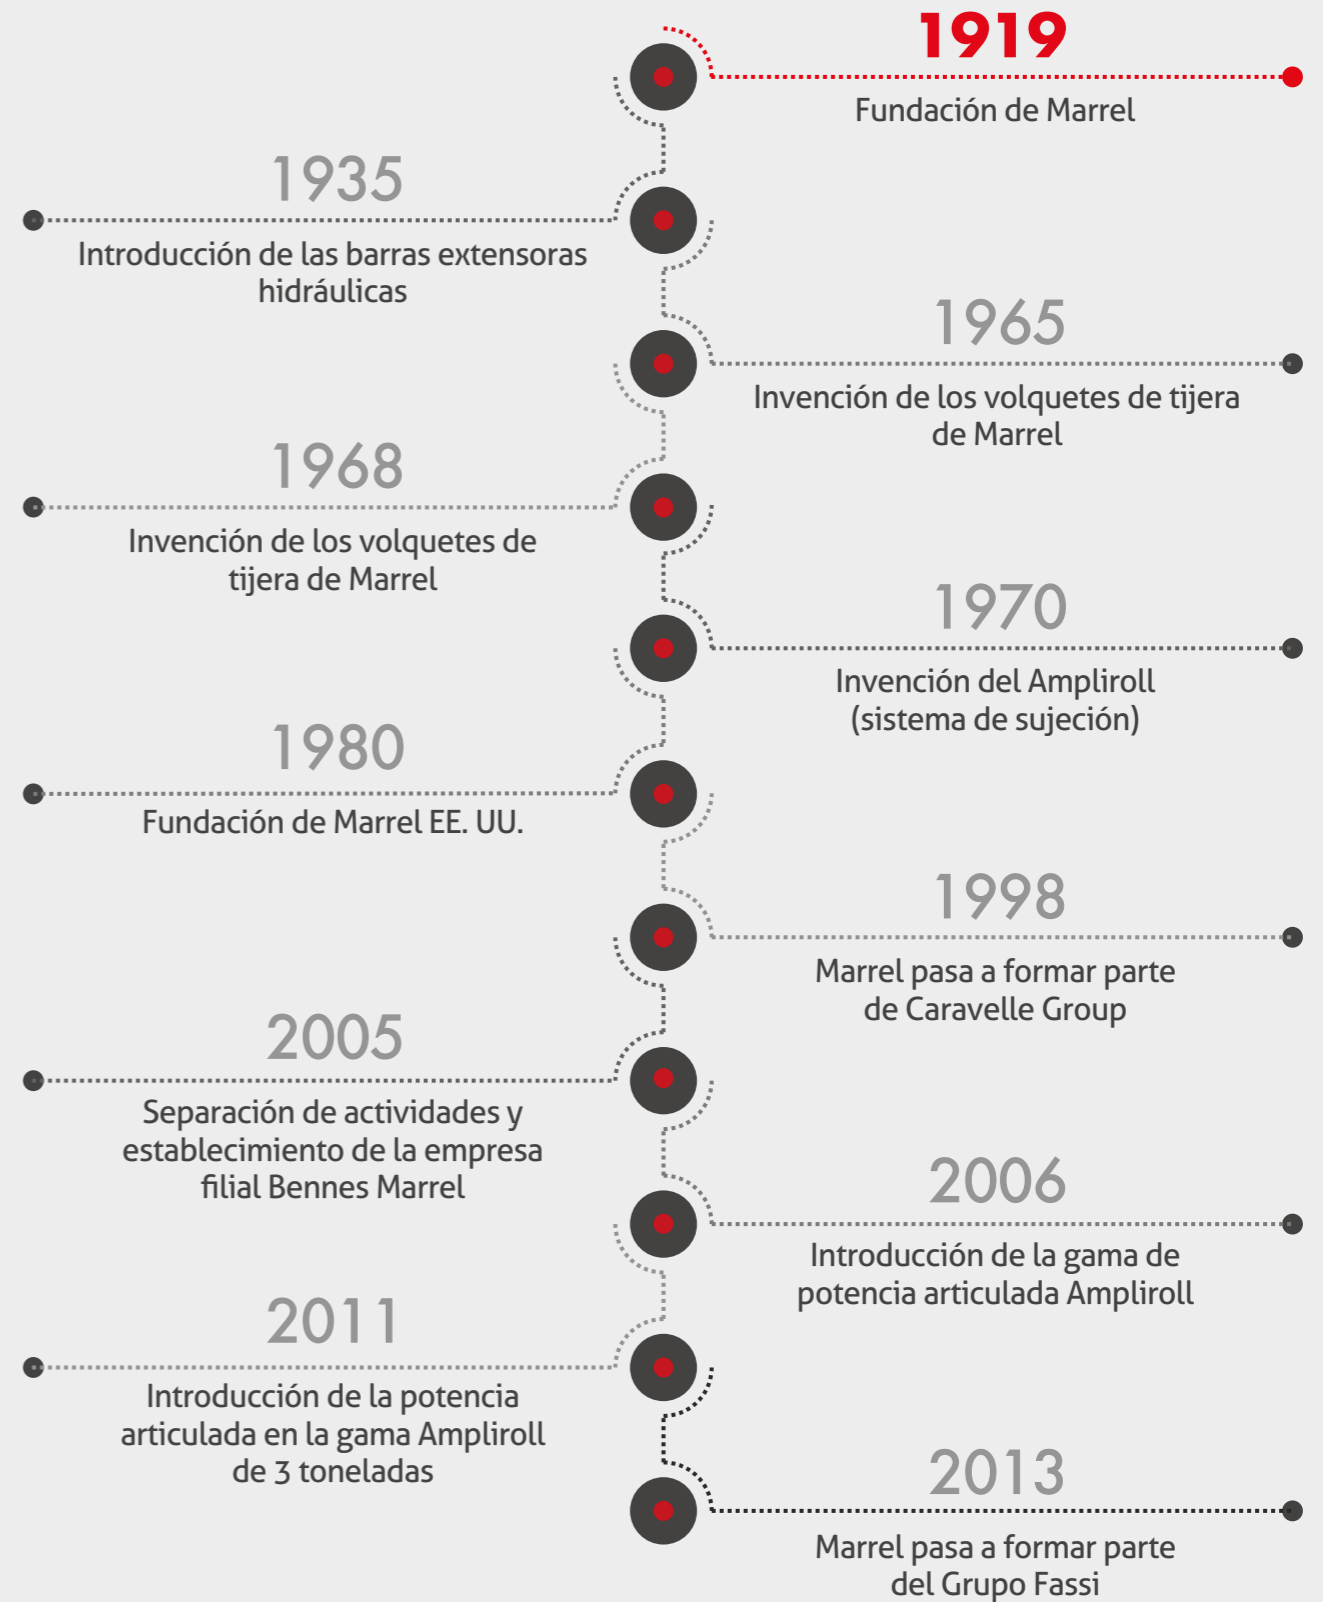 1919
Fundación de Marrel
1935
Introducción de las barras extensoras
hidráulicas
1965
Invención de los volquetes de tijera
de Marrel
1968
Invención de los volquetes de
tijera de Marrel
1970
Invención del Ampliroll
(sistema de sujeción)
1980
Fundación de Marrel EE. UU.
1998
Marrel pasa a formar parte
de Caravelle Group
2005
Separación de actividades y
establecimiento de la empresa
filial Bennes Marrel
2006
Introducción de la gama de
potencia articulada Ampliroll
2011
Introducción de la potencia
articulada en la gama Ampliroll
de 3 toneladas
2013
Marrel pasa a formar parte
del Grupo Fassi